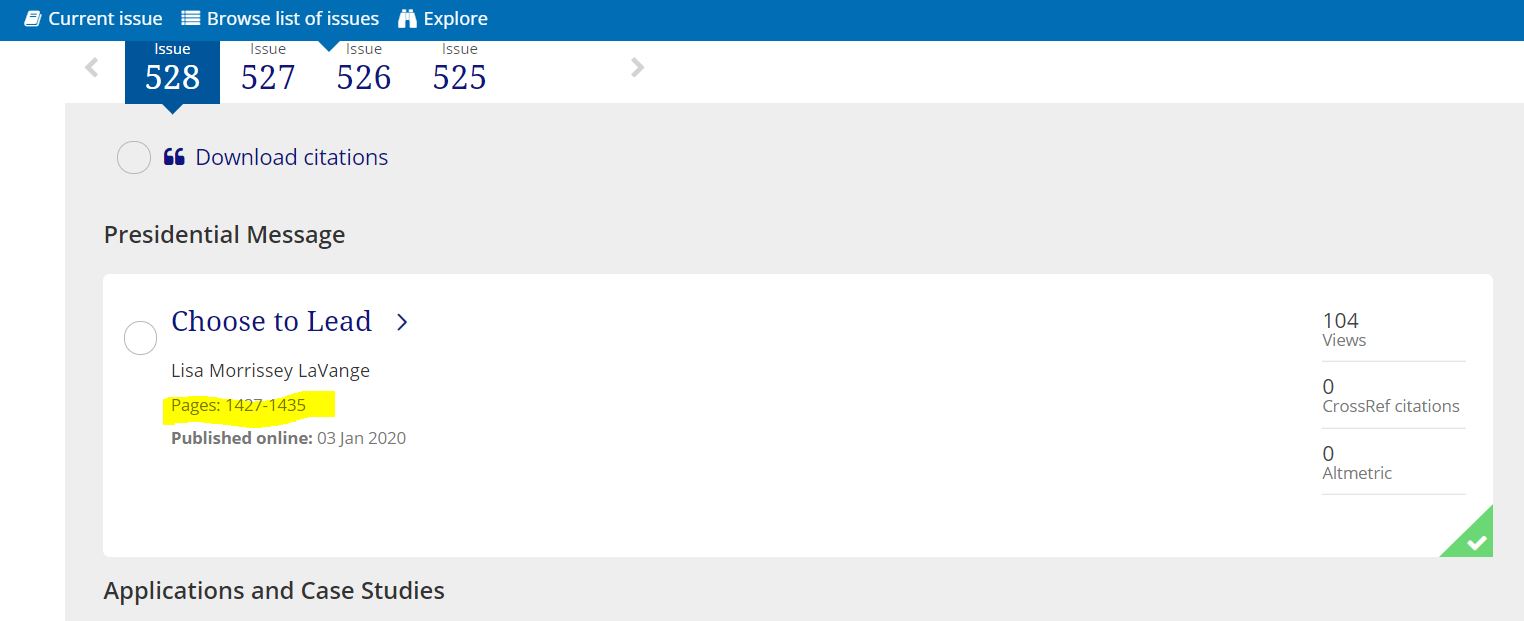 Current issue Browse list of issues Explore
Issue Issue Issue Issue
528 527 526 525
Download citations
Presidential Message
Choose to Lead
Lisa Morrissey LaVange
Pages: 1427-1435
Published online: 03 Jan 2020
104
Views
0
CrossRef citations
0
Altmetric
Applications and Case Studies